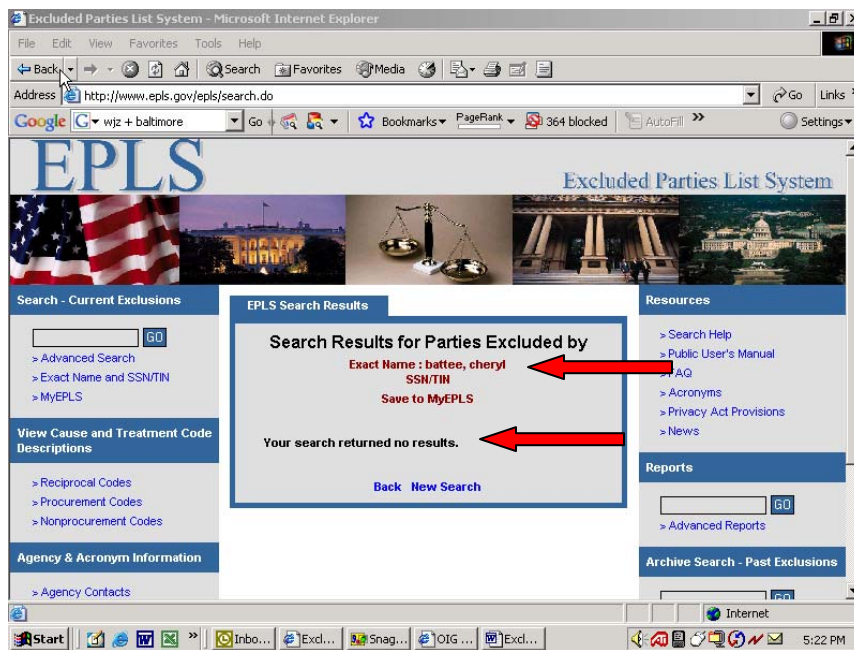 Excluded Parties List System - Microsoft Internet Explorer
File Edit View Favorites Tools Help
Back Search Favorites Media
Address http://www.epls.gov/epls/search.do Go Links
Google G wjz + baltimore Go Bookmarks PageRank 364 blocked AutoFill Settings
EPLS
Excluded Parties List System
Search - Current Exclusions
GO
> Advanced Search
> Exact Name and SSN/TIN
> MyEPLS
View Cause and Treatment Code
Descriptions
> Reciprocal Codes
> Procurement Codes
> Nonprocurement Codes
Agency & Acronym Information
> Agency Contacts
EPLS Search Results
Search Results for Parties Excluded by
Exact Name : battee, cheryl
SSN/TIN
Save to MyEPLS
Your search returned no results.
Back New Search
Resources
> Search Help
> Public User's Manual
AQ
> Acronyms
> Privacy Act Provisions
> News
Reports
GO
> Advanced Reports
Archive Search - Past Exclusions
Internet
Start Inbo... Excl... Snag... OIG ... Excl... 5:22 PM